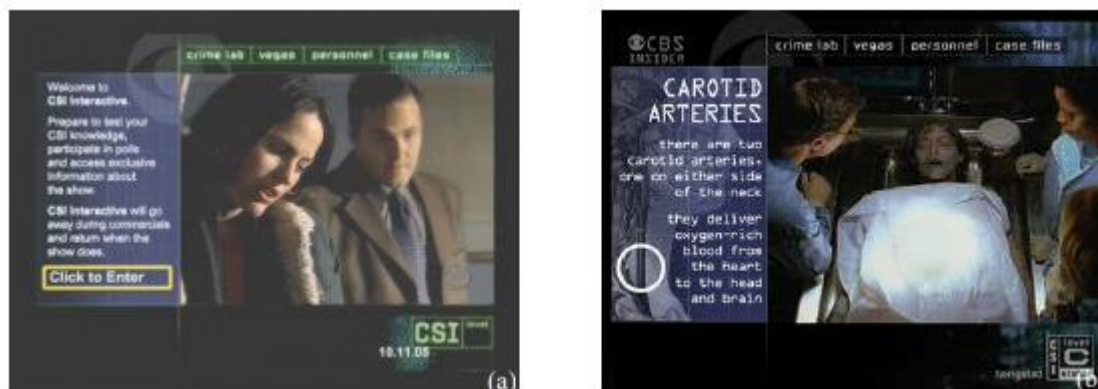 crime lab vegas personnel case files
Welcome to
CSI Interactive.
Prepare to test your
CSI knowledge,
participate in polls
and access exclusive
information about
the show.
CSI Interactive will go
away during commercials
and return when the
show does.
Click to Enter
CSI level
10.11.05
(a)
CBS
INSIDER
crime lab vegas personnel case files
CAROTID
ARTERIES
there are two
carotid arteries,
one on either side
of the neck
they deliver
oxygen-rich
blood from
the heart
to the head
and brain
CSI
level
C